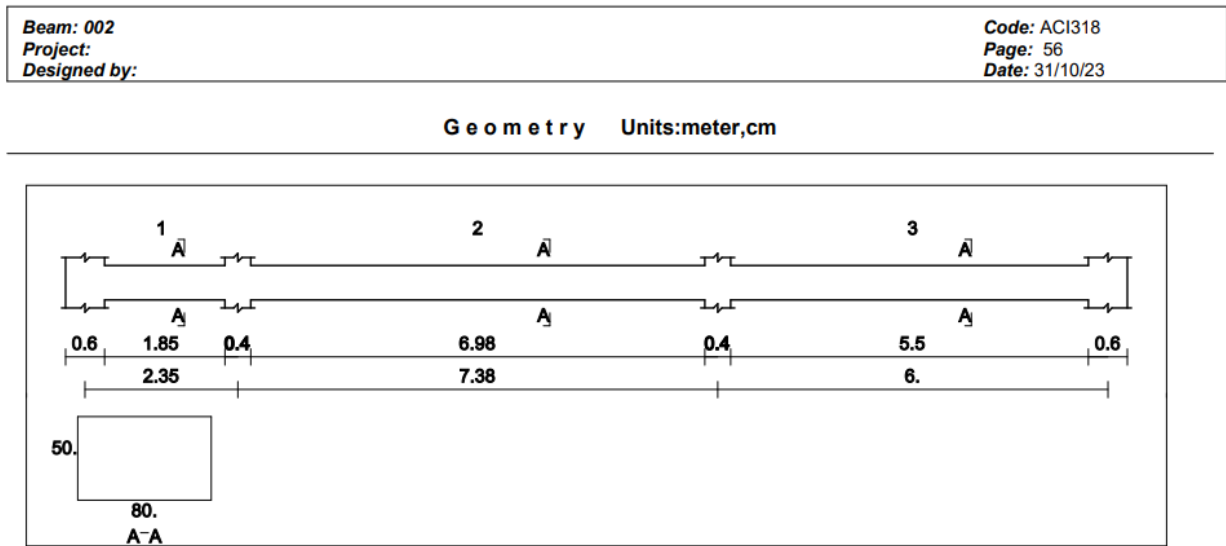 Beam: 002 Code: ACI318
Project: Page: 56
Designed by: Date: 31/10/23
Geometry Units:meter,cm
1 2 3
A A A
A A A
0.6 1.85 0.4 6.98 0.4 5.5 0.6
2.35 7.38 6.
50.
80.
A-A